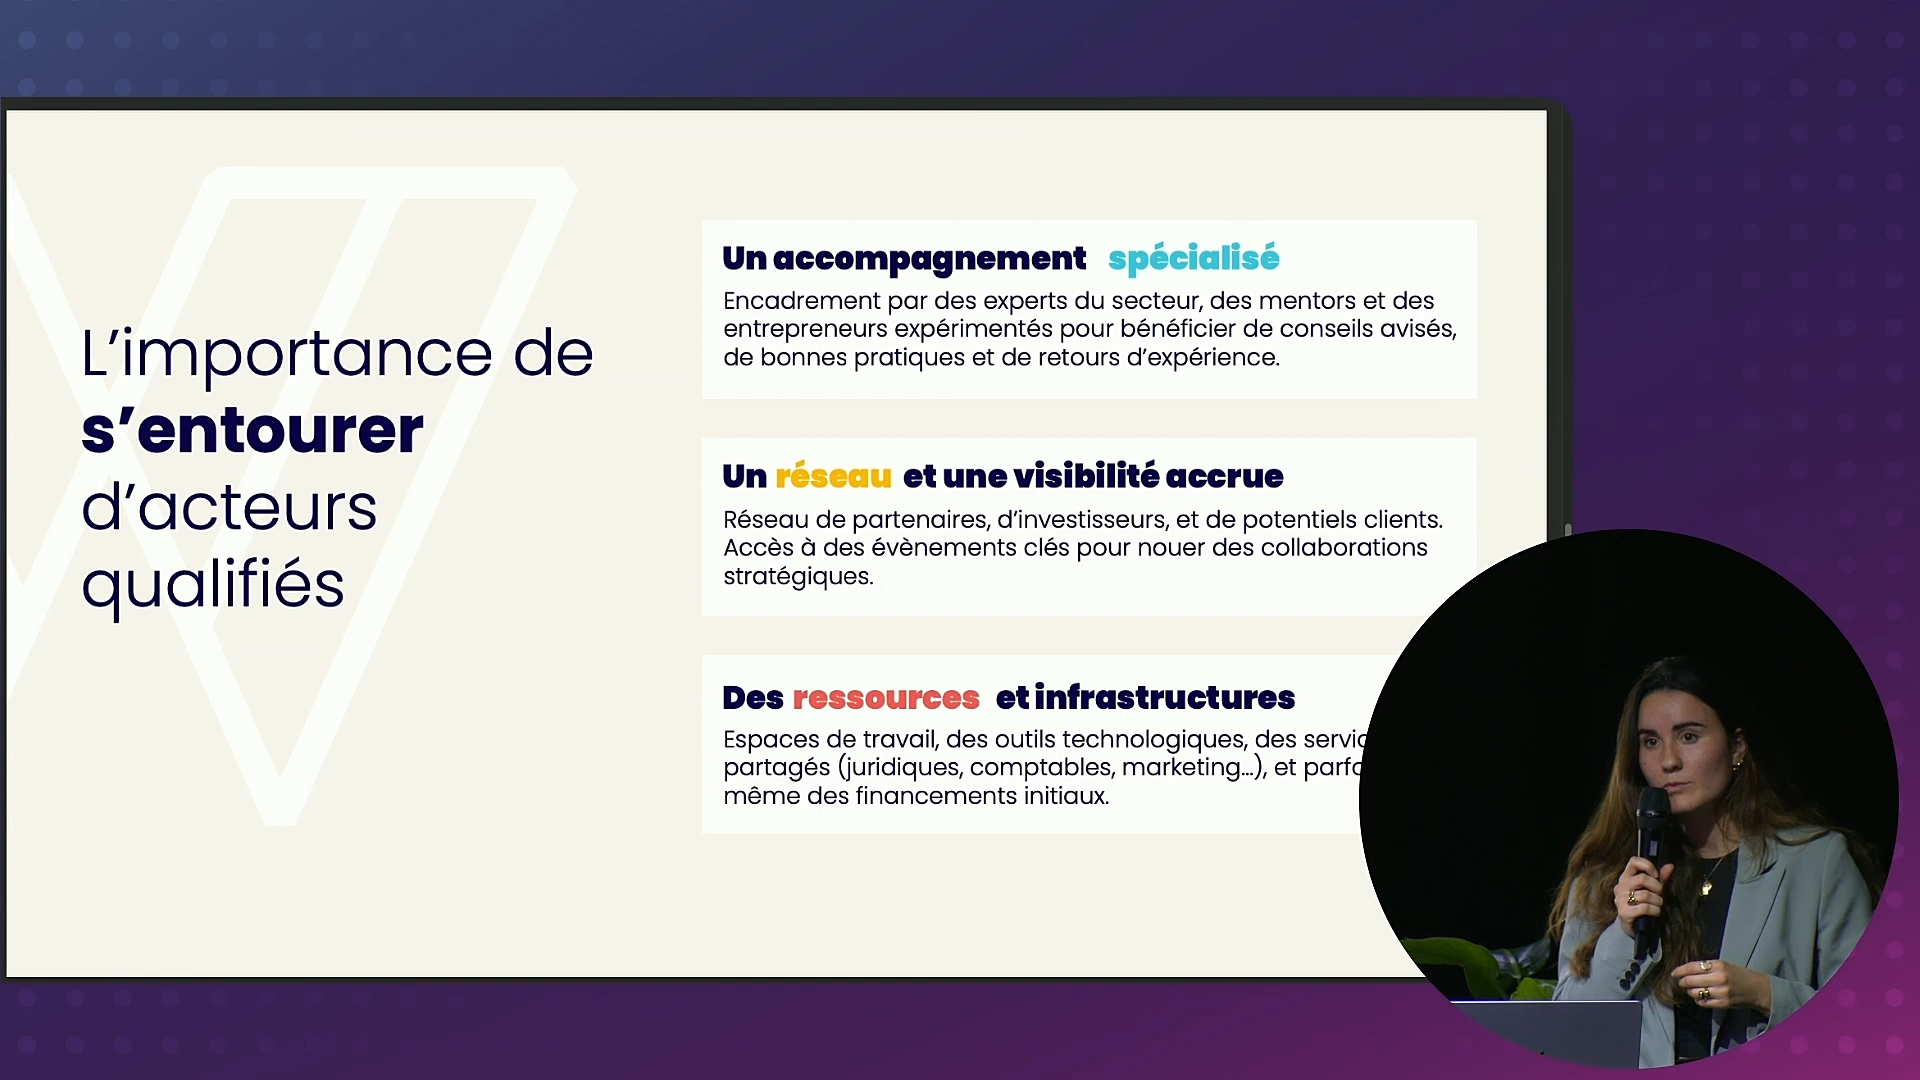 L’importance de
s’entourer
d’acteurs
qualifiés
Un accompagnement spécialisé
Encadrement par des experts du secteur, des mentors et des
entrepreneurs expérimentés pour bénéficier de conseils avisés,
de bonnes pratiques et de retours d’expérience.
Un réseau et une visibilité accrue
Réseau de partenaires, d’investisseurs, et de potentiels clients.
Accès à des évènements clés pour nouer des collaborations
stratégiques.
Des ressources et infrastructures
Espaces de travail, des outils technologiques, des
partagés (juridiques, comptables, marketing...), et
même des financements initiaux.